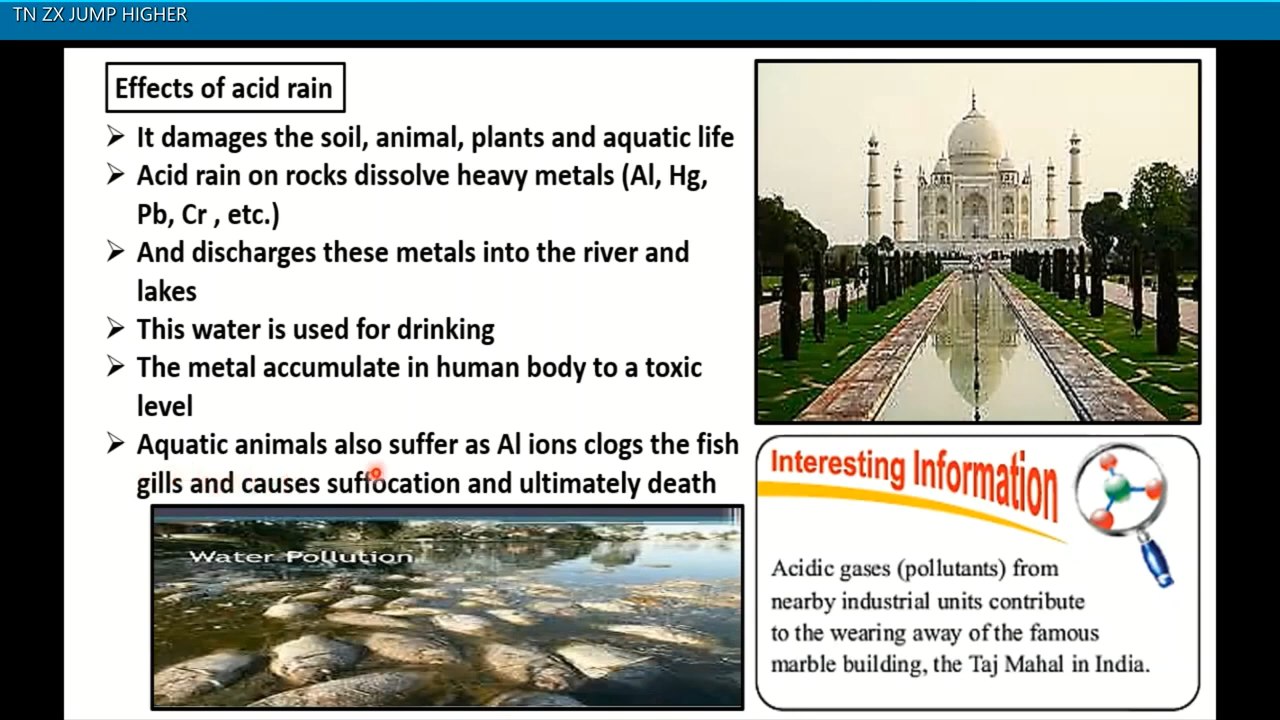 TN ZX JUMP HIGHER
Effects of acid rain
It damages the soil, animal, plants and aquatic life
Acid rain on rocks dissolve heavy metals (Al, Hg,
Pb, Cr , etc.)
And discharges these metals into the river and
lakes
This water is used for drinking
The metal accumulate in human body to a toxic
level
Aquatic animals also suffer as Al ions clogs the fish
gills and causes suffocation and ultimately death
Water Pollution
Interesting Information
Acidic gases (pollutants) from
nearby industrial units contribute
to the wearing away of the famous
marble building, the Taj Mahal in India.